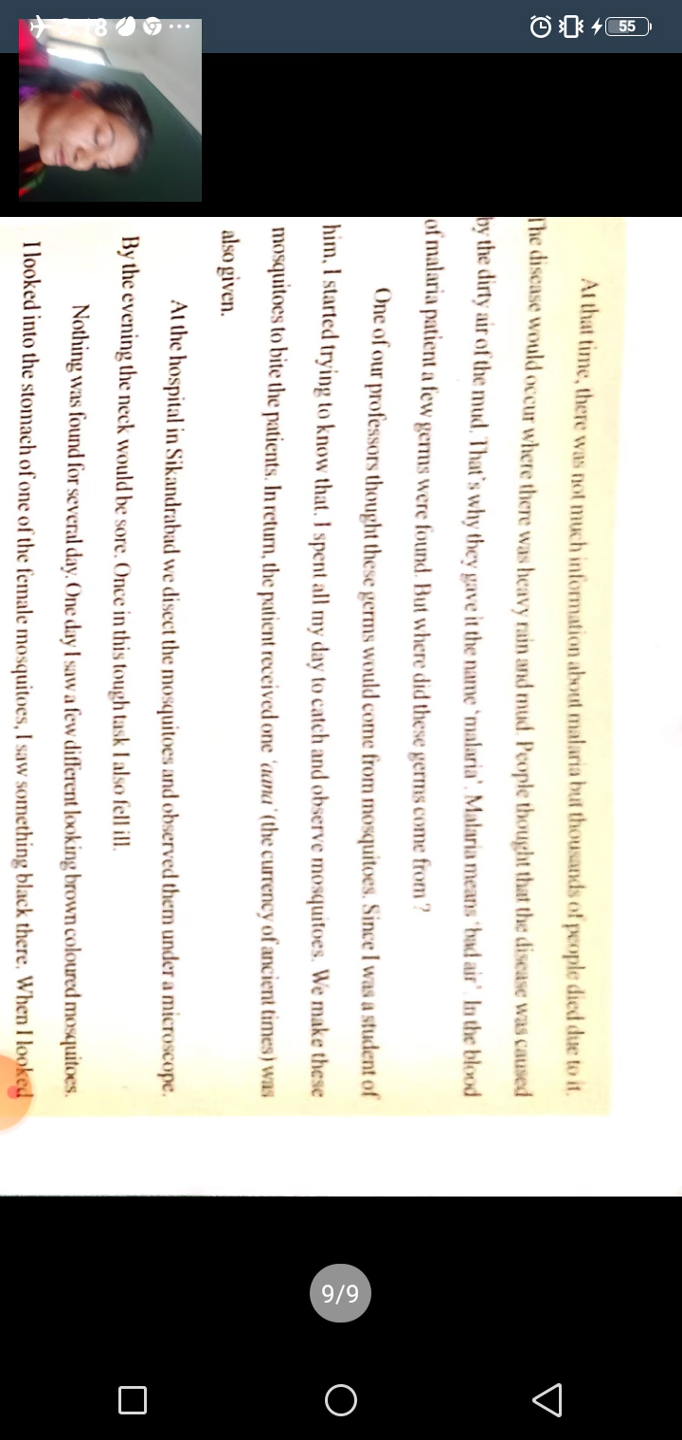 55
At that time, there was not much information about malaria but thousands of people died due to it.
The disease would occur where there was heavy rain and mud. People thought that the disease was caused
by the dirty air of the mud. That's why they gave it the name 'malaria'. Malaria means 'bad air'. In the blood
of malaria patient a few germs were found. But where did these germs come from ?
One of our professors thought these germs would come from mosquitoes. Since I was a student of
him, I started trying to know that. I spent all my day to catch and observe mosquitoes. We make these
mosquitoes to bite the patients. In return, the patient received one 'aana' (the currency of ancient times) was
also given.
At the hospital in Sikandrabad we disect the mosquitoes and observed them under a microscope.
By the evening the neck would be sore. Once in this tough task I also fell ill.
Nothing was found for several day. One day I saw a few different looking brown coloured mosquitoes.
I looked into the stomach of one of the female mosquitoes, I saw something black there. When I looked
9/9